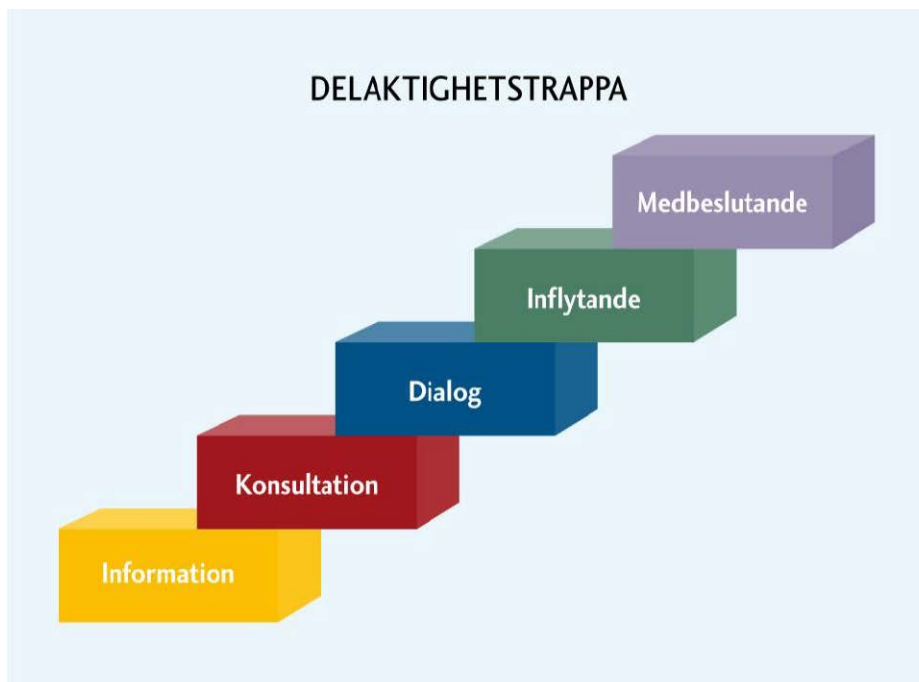 DELAKTIGHETSTRAPPA
Medbeslutande
Inflytande
Dialog
Konsultation
Information